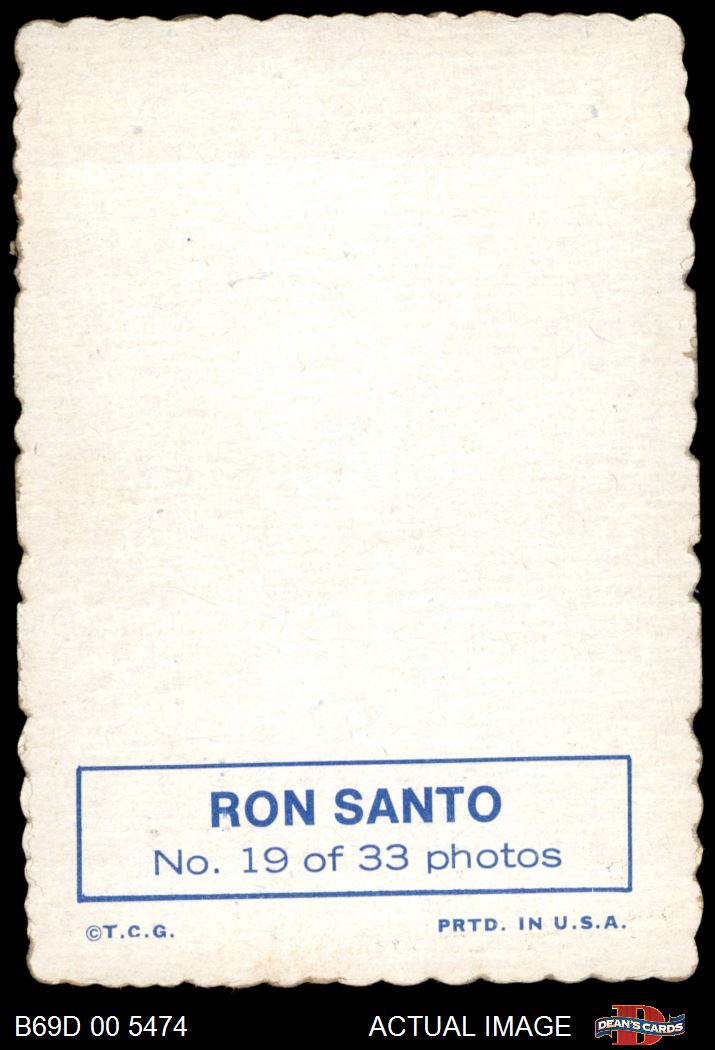 RON SANTO
No. 19 of 33 photos
©T.C.G.
PRTD. IN U.S.A.
B69D 00 5474
ACTUAL IMAGE
DEAN'S CARDS